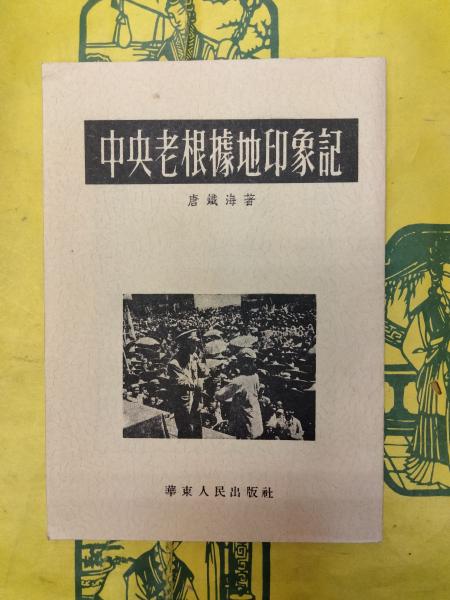 中央老根據地印象記
唐鐵海著
華東人民出版社